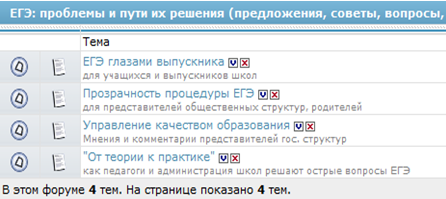 ЕГЭ: проблемы и пути их решения (предложения, советы, вопросы,
Тема
ЕГЭ глазами выпускника
для учащихся и выпускников школ
Прозрачность процедуры ЕГЭ
для представителей общественных структур, родителей
Управление качеством образования
Мнения и комментарии представителей гос. структур
"От теории к практике"
как педагоги и администрация школ решают острые вопросы ЕГЭ
В этом форуме 4 тем. На странице показано 4 тем.